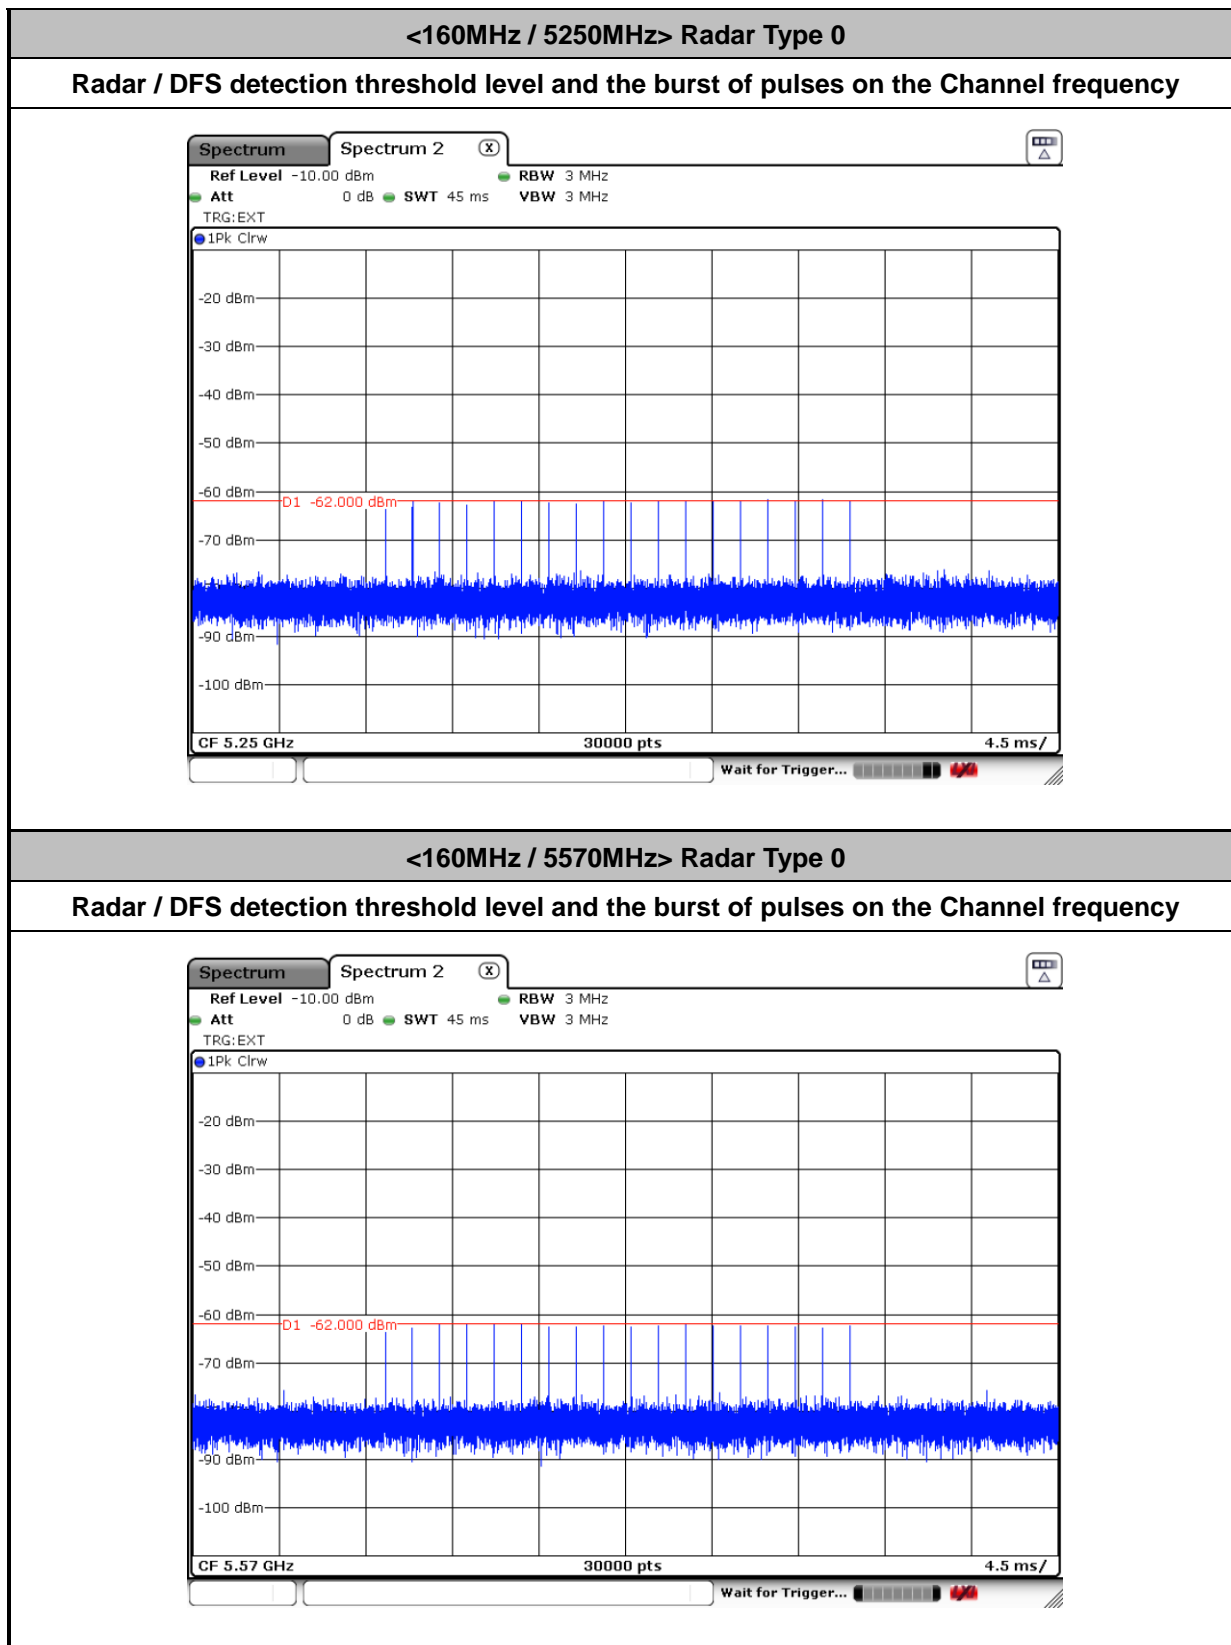 <160MHz / 5250MHz> Radar Type 0
Radar / DFS detection threshold level and the burst of pulses on the Channel frequency
Spectrum Spectrum 2 X
Ref Level -10.00 dBm RBW 3 MHz
Att 0 dB SWT 45 ms VBW 3 MHz
TRG:EXT
1Pk Clrw
-20 dBm
-30 dBm
-40 dBm
-50 dBm
-60 dBm
D1 -62.000 dBm
-70 dBm
-90 dBm
-100 dBm
CF 5.25 GHz 30000 pts 4.5 ms/
Wait for Trigger...
<160MHz / 5570MHz> Radar Type 0
Radar / DFS detection threshold level and the burst of pulses on the Channel frequency
Spectrum Spectrum 2 X
Ref Level -10.00 dBm RBW 3 MHz
Att 0 dB SWT 45 ms VBW 3 MHz
TRG:EXT
1Pk Clrw
-20 dBm
-30 dBm
-40 dBm
-50 dBm
-60 dBm
D1 -62.000 dBm
-70 dBm
-90 dBm
-100 dBm
CF 5.57 GHz 30000 pts 4.5 ms/
Wait for Trigger...